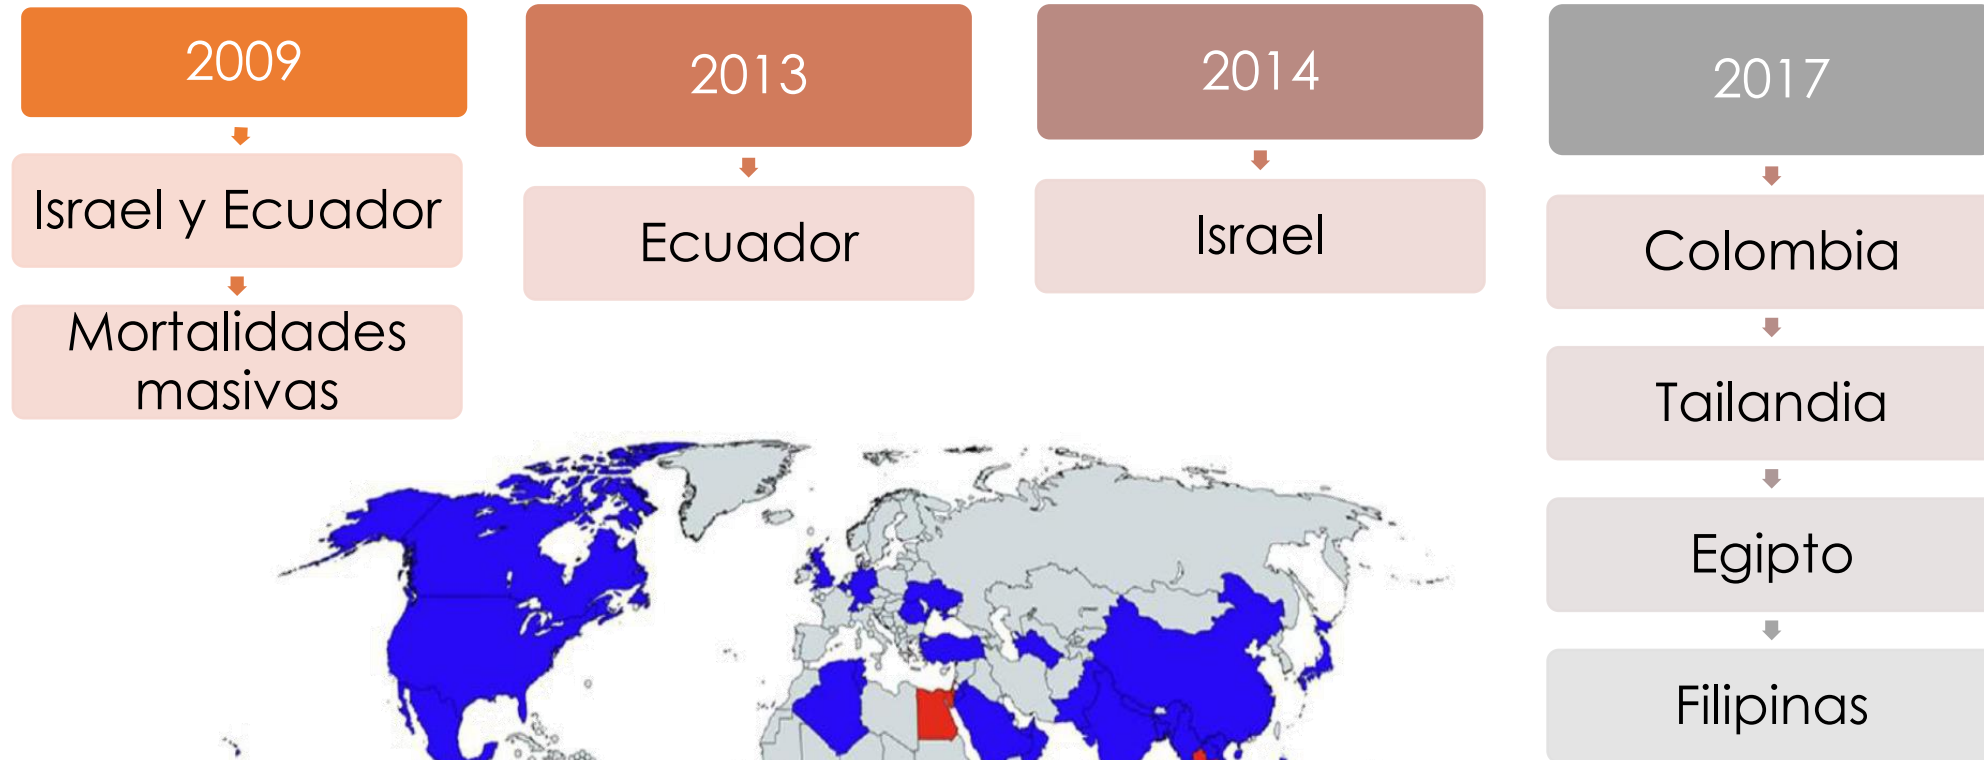 2009
Israel y Ecuador
Mortalidades
masivas
2013
Ecuador
2014
Israel
2017
Colombia
Tailandia
Egipto
Filipinas